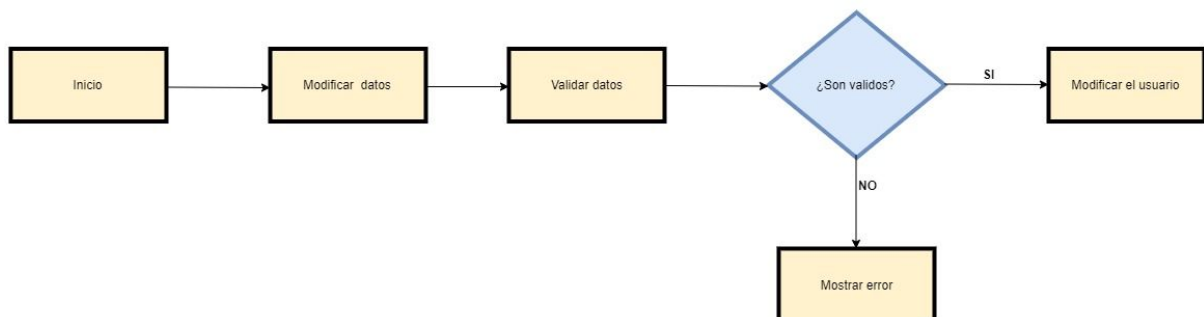 Inicio
Modificar datos
Validar datos
¿Son validos?
SI
Modificar el usuario
NO
Mostrar error